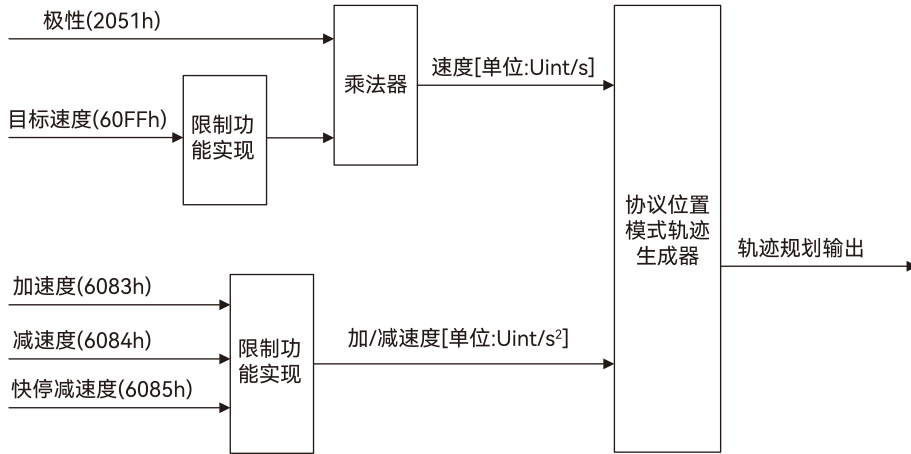 极性(2051h)
目标速度(60FFh)
限制功
能实现
乘法器
速度[单位:Uint/s]
协议位置
模式轨迹
生成器
轨迹规划输出
加速度(6083h)
减速度(6084h)
快停减速度(6085h)
限制功
能实现
加/减速度[单位:Uint/s²]